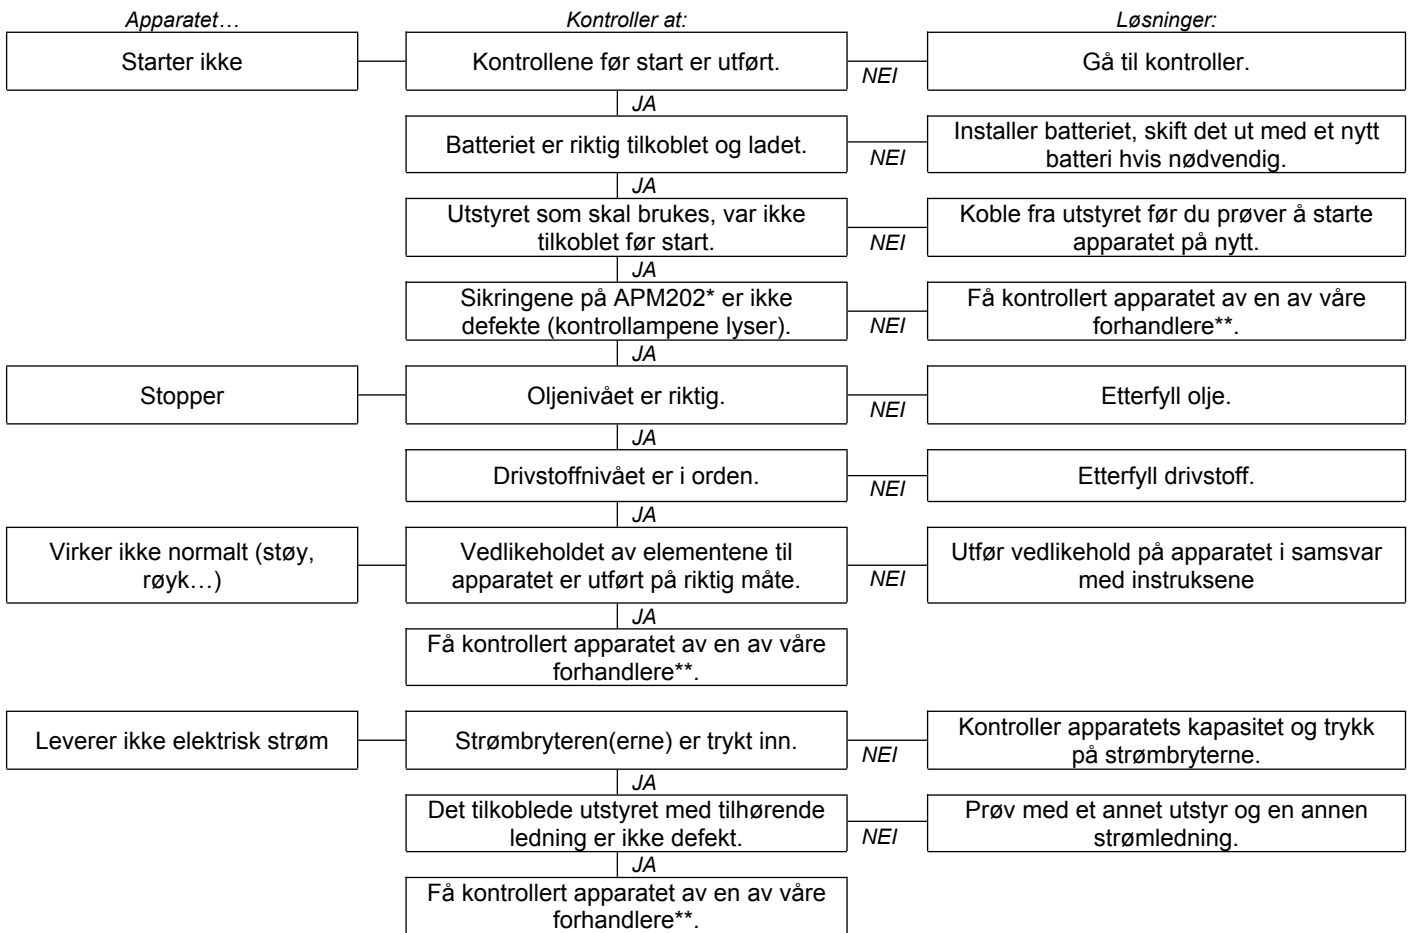 Apparatet…
Kontroller at:
Løsninger:
Starter ikke
Kontrollene før start er utført.
NEI
Gå til kontroller.
JA
Batteriet er riktig tilkoblet og ladet.
NEI
Installer batteriet, skift det ut med et nytt
batteri hvis nødvendig.
JA
Utstyret som skal brukes, var ikke
tilkoblet før start.
NEI
Koble fra utstyret før du prøver å starte
apparatet på nytt.
JA
Sikringene på APM202* er ikke
defekte (kontrollampene lyser).
NEI
Få kontrollert apparatet av en av våre
forhandlere**.
JA
Stopper
Oljenivået er riktig.
NEI
Etterfyll olje.
JA
Drivstoffnivået er i orden.
NEI
Etterfyll drivstoff.
JA
Virker ikke normalt (støy,
røyk…)
Vedlikeholdet av elementene til
apparatet er utført på riktig måte.
NEI
Utfør vedlikehold på apparatet i samsvar
med instruksene
JA
Få kontrollert apparatet av en av våre
forhandlere**.
Leverer ikke elektrisk strøm
Strømbryteren(erne) er trykt inn.
NEI
Kontroller apparatets kapasitet og trykk
på strømbryterne.
JA
Det tilkoblede utstyret med tilhørende
ledning er ikke defekt.
NEI
Prøv med et annet utstyr og en annen
strømledning.
JA
Få kontrollert apparatet av en av våre
forhandlere**.